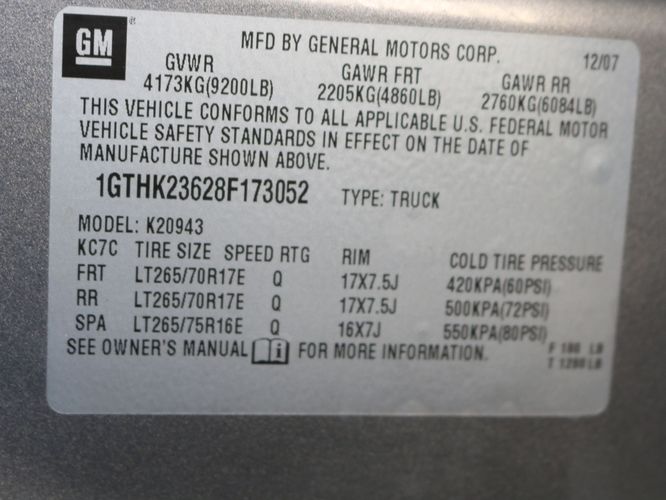 GM ® MFD BY GENERAL MOTORS CORP. 12/07
GVWR GAWR FRT GAWR RR
4173KG(9200LB) 2205KG(4860LB) 2760KG(6084LB)
THIS VEHICLE CONFORMS TO ALL APPLICABLE U.S. FEDERAL MOTOR
VEHICLE SAFETY STANDARDS IN EFFECT ON THE DATE OF
MANUFACTURE SHOWN ABOVE.
1GTHK23628F173052 TYPE: TRUCK
MODEL: K20943
KC7C TIRE SIZE SPEED RTG RIM COLD TIRE PRESSURE
FRT LT265/70R17E Q 17X7.5J 420KPA(60PSI)
RR LT265/70R17E Q 17X7.5J 500KPA(72PSI)
SPA LT265/75R16E Q 16X7J 550KPA(80PSI)
SEE OWNER'S MANUAL i FOR MORE INFORMATION.
F 180 LB
T 1280 LB